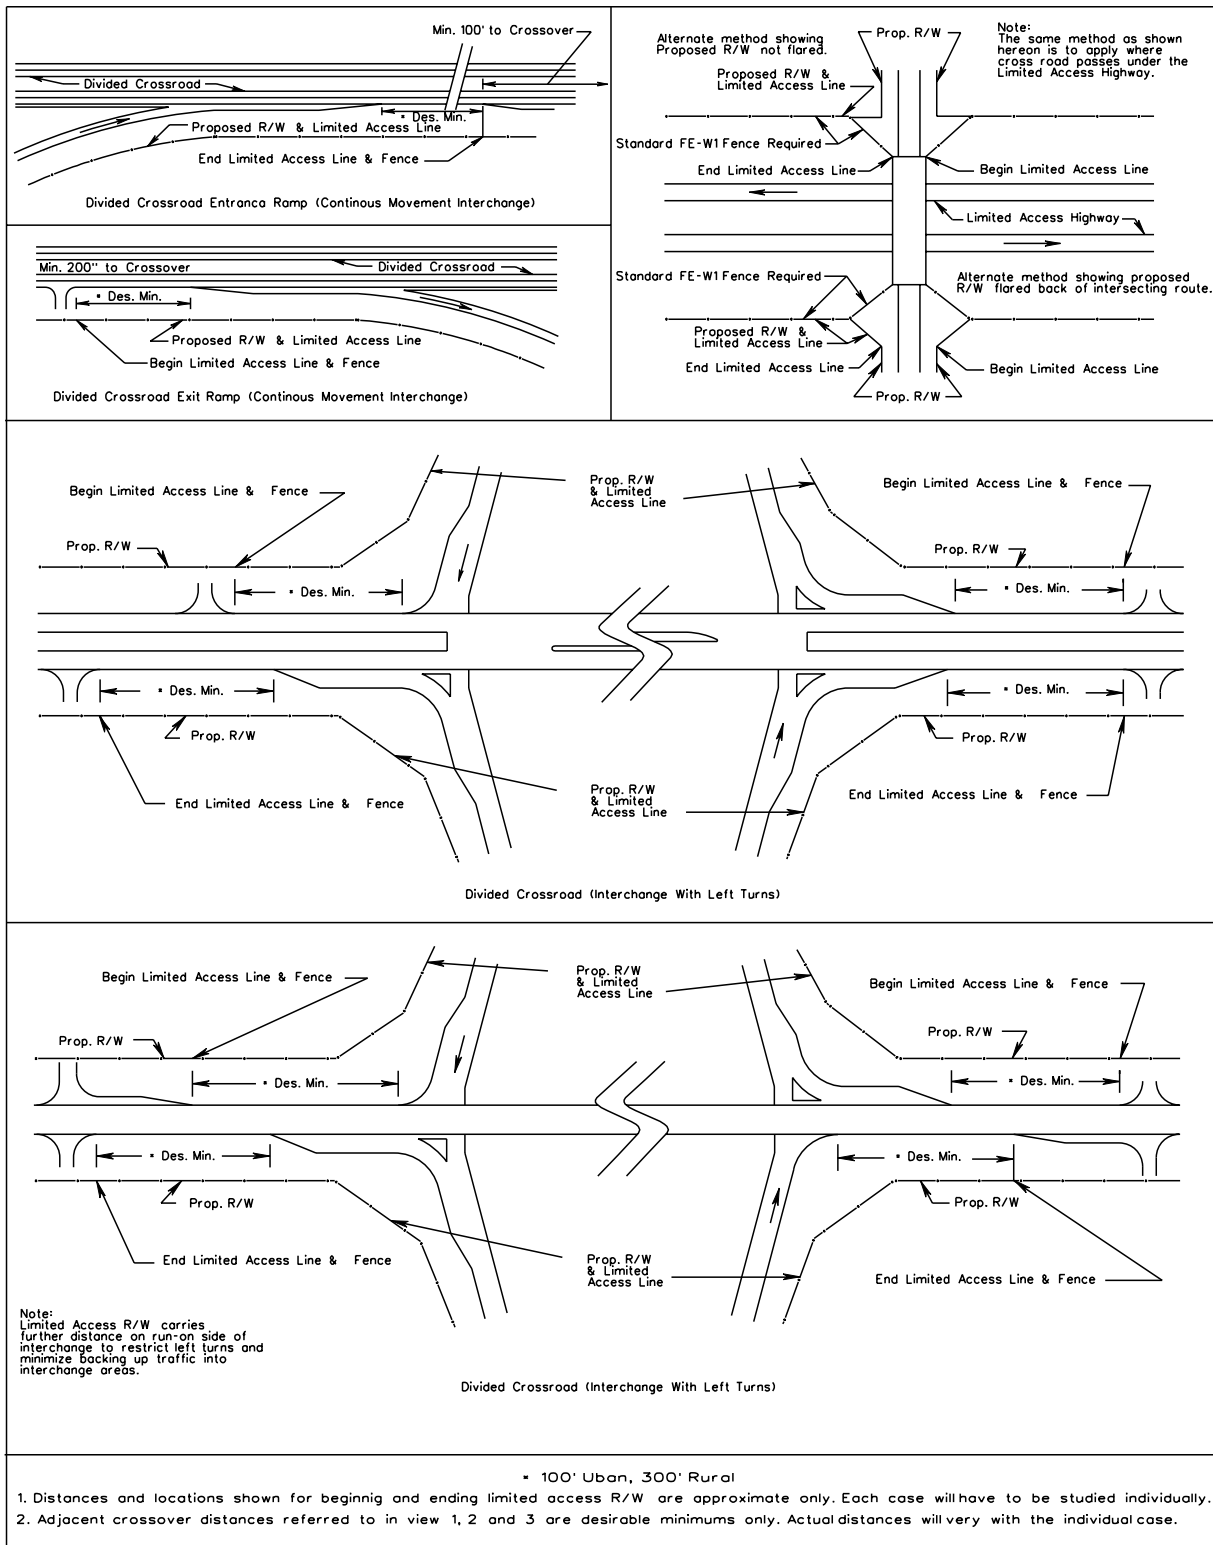 Min. 100' to Crossover
Divided Crossroad
* Des. Min.
Proposed R/W & Limited Access Line
End Limited Access Line & Fence
Divided Crossroad Entranca Ramp (Continous Movement Interchange)
Min. 200'' to Crossover
Divided Crossroad
* Des. Min.
Proposed R/W & Limited Access Line
Begin Limited Access Line & Fence
Divided Crossroad Exit Ramp (Continous Movement Interchange)
Alternate method showing
Proposed R/W not flared.
Prop. R/W
Note:
The same method as shown
hereon is to apply where
cross road passes under the
Limited Access Highway.
Proposed R/W &
Limited Access Line
Standard FE-W1 Fence Required
End Limited Access Line
Begin Limited Access Line
Limited Access Highway
Standard FE-W1 Fence Required
Alternate method showing proposed
R/W flared back of intersecting route.
Proposed R/W &
Limited Access Line
End Limited Access Line
Begin Limited Access Line
Prop. R/W
Begin Limited Access Line & Fence
Prop. R/W
& Limited
Access Line
Begin Limited Access Line & Fence
Prop. R/W
Prop. R/W
* Des. Min.
* Des. Min.
* Des. Min.
* Des. Min.
Prop. R/W
Prop. R/W
End Limited Access Line & Fence
Prop. R/W
& Limited
Access Line
End Limited Access Line & Fence
Divided Crossroad (Interchange With Left Turns)
Begin Limited Access Line & Fence
Prop. R/W
& Limited
Access Line
Begin Limited Access Line & Fence
Prop. R/W
Prop. R/W
* Des. Min.
* Des. Min.
* Des. Min.
* Des. Min.
Prop. R/W
Prop. R/W
End Limited Access Line & Fence
Prop. R/W
& Limited
Access Line
End Limited Access Line & Fence
Note:
Limited Access R/W carries
further distance on run-on side of
interchange to restrict left turns and
minimize backing up traffic into
interchange areas.
Divided Crossroad (Interchange With Left Turns)
* 100' Uban, 300' Rural
1. Distances and locations shown for beginnig and ending limited access R/W are approximate only. Each case will have to be studied individually.
2. Adjacent crossover distances referred to in view 1, 2 and 3 are desirable minimums only. Actual distances will very with the individual case.